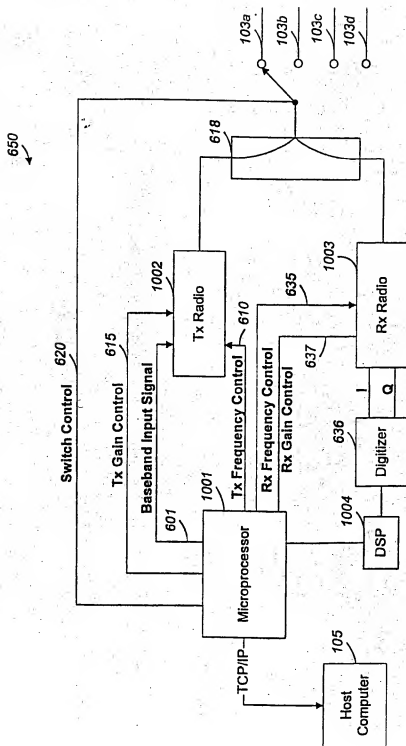 650
Switch Control
620
Tx Gain Control
615
Baseband Input Signal
601
1001
Microprocessor
Tx Frequency Control
610
1002
Tx Radio
618
103a
103b
103c
103d
Rx Frequency Control
635
Rx Gain Control
637
1003
Rx Radio
I
Q
636
Digitizer
1004
DSP
TCP/IP
105
Host
Computer